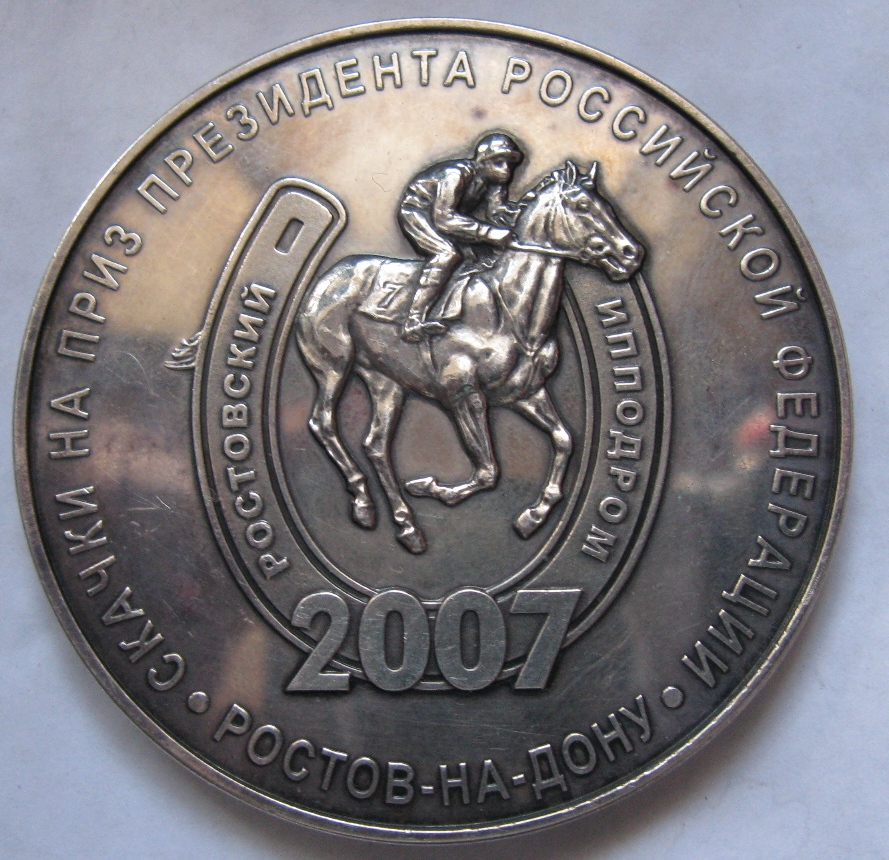 СКАЧКИ НА ПРИЗ ПРЕЗИДЕНТА РОССИЙСКОЙ ФЕДЕРАЦИИ
РОСТОВСКИЙ
ИППОДРОМ
7
2007
• РОСТОВ-НА-ДОНУ •